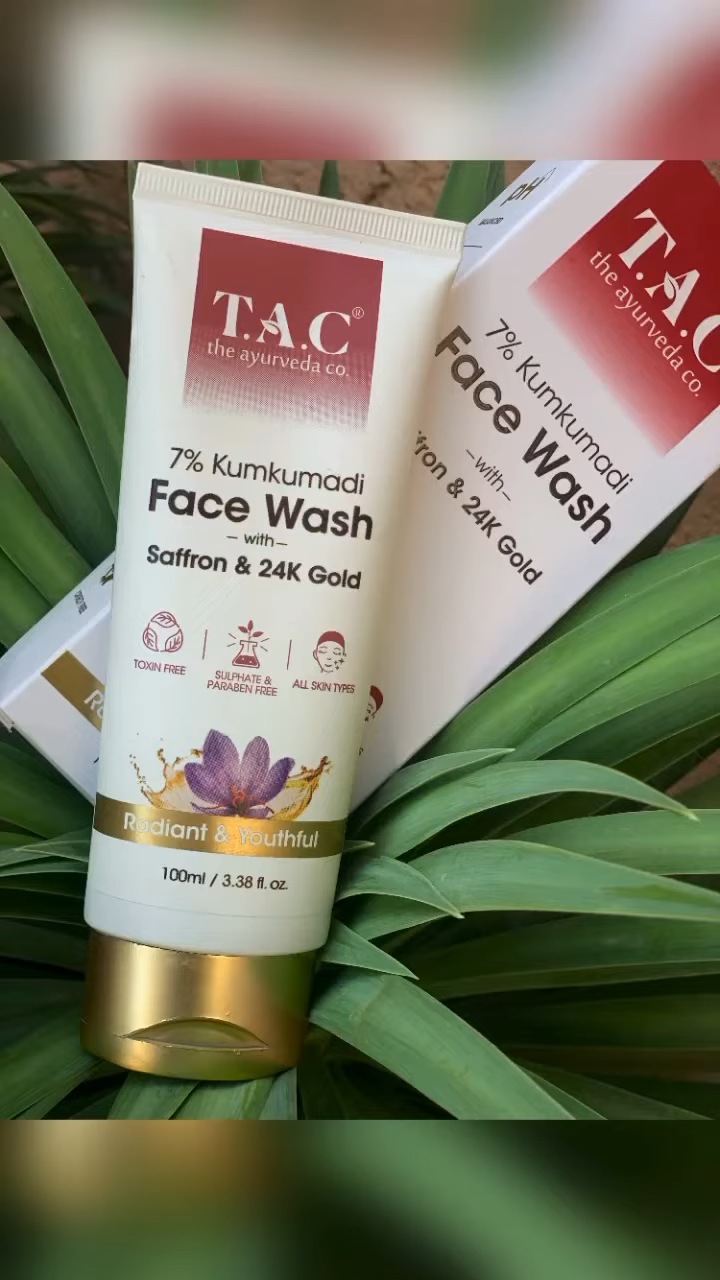 T.A.C®
the ayurveda co.
7% Kumkumadi
Face Wash
– with –
Saffron & 24K Gold
TOXIN FREE
SULPHATE &
PARABEN FREE
ALL SKIN TYPES
Radiant & Youthful
100ml / 3.38 fl. oz.
pH
T.A.C
the ayurveda co.
7% Kumkumadi
Face Wash
– with –
ffron & 24K Gold